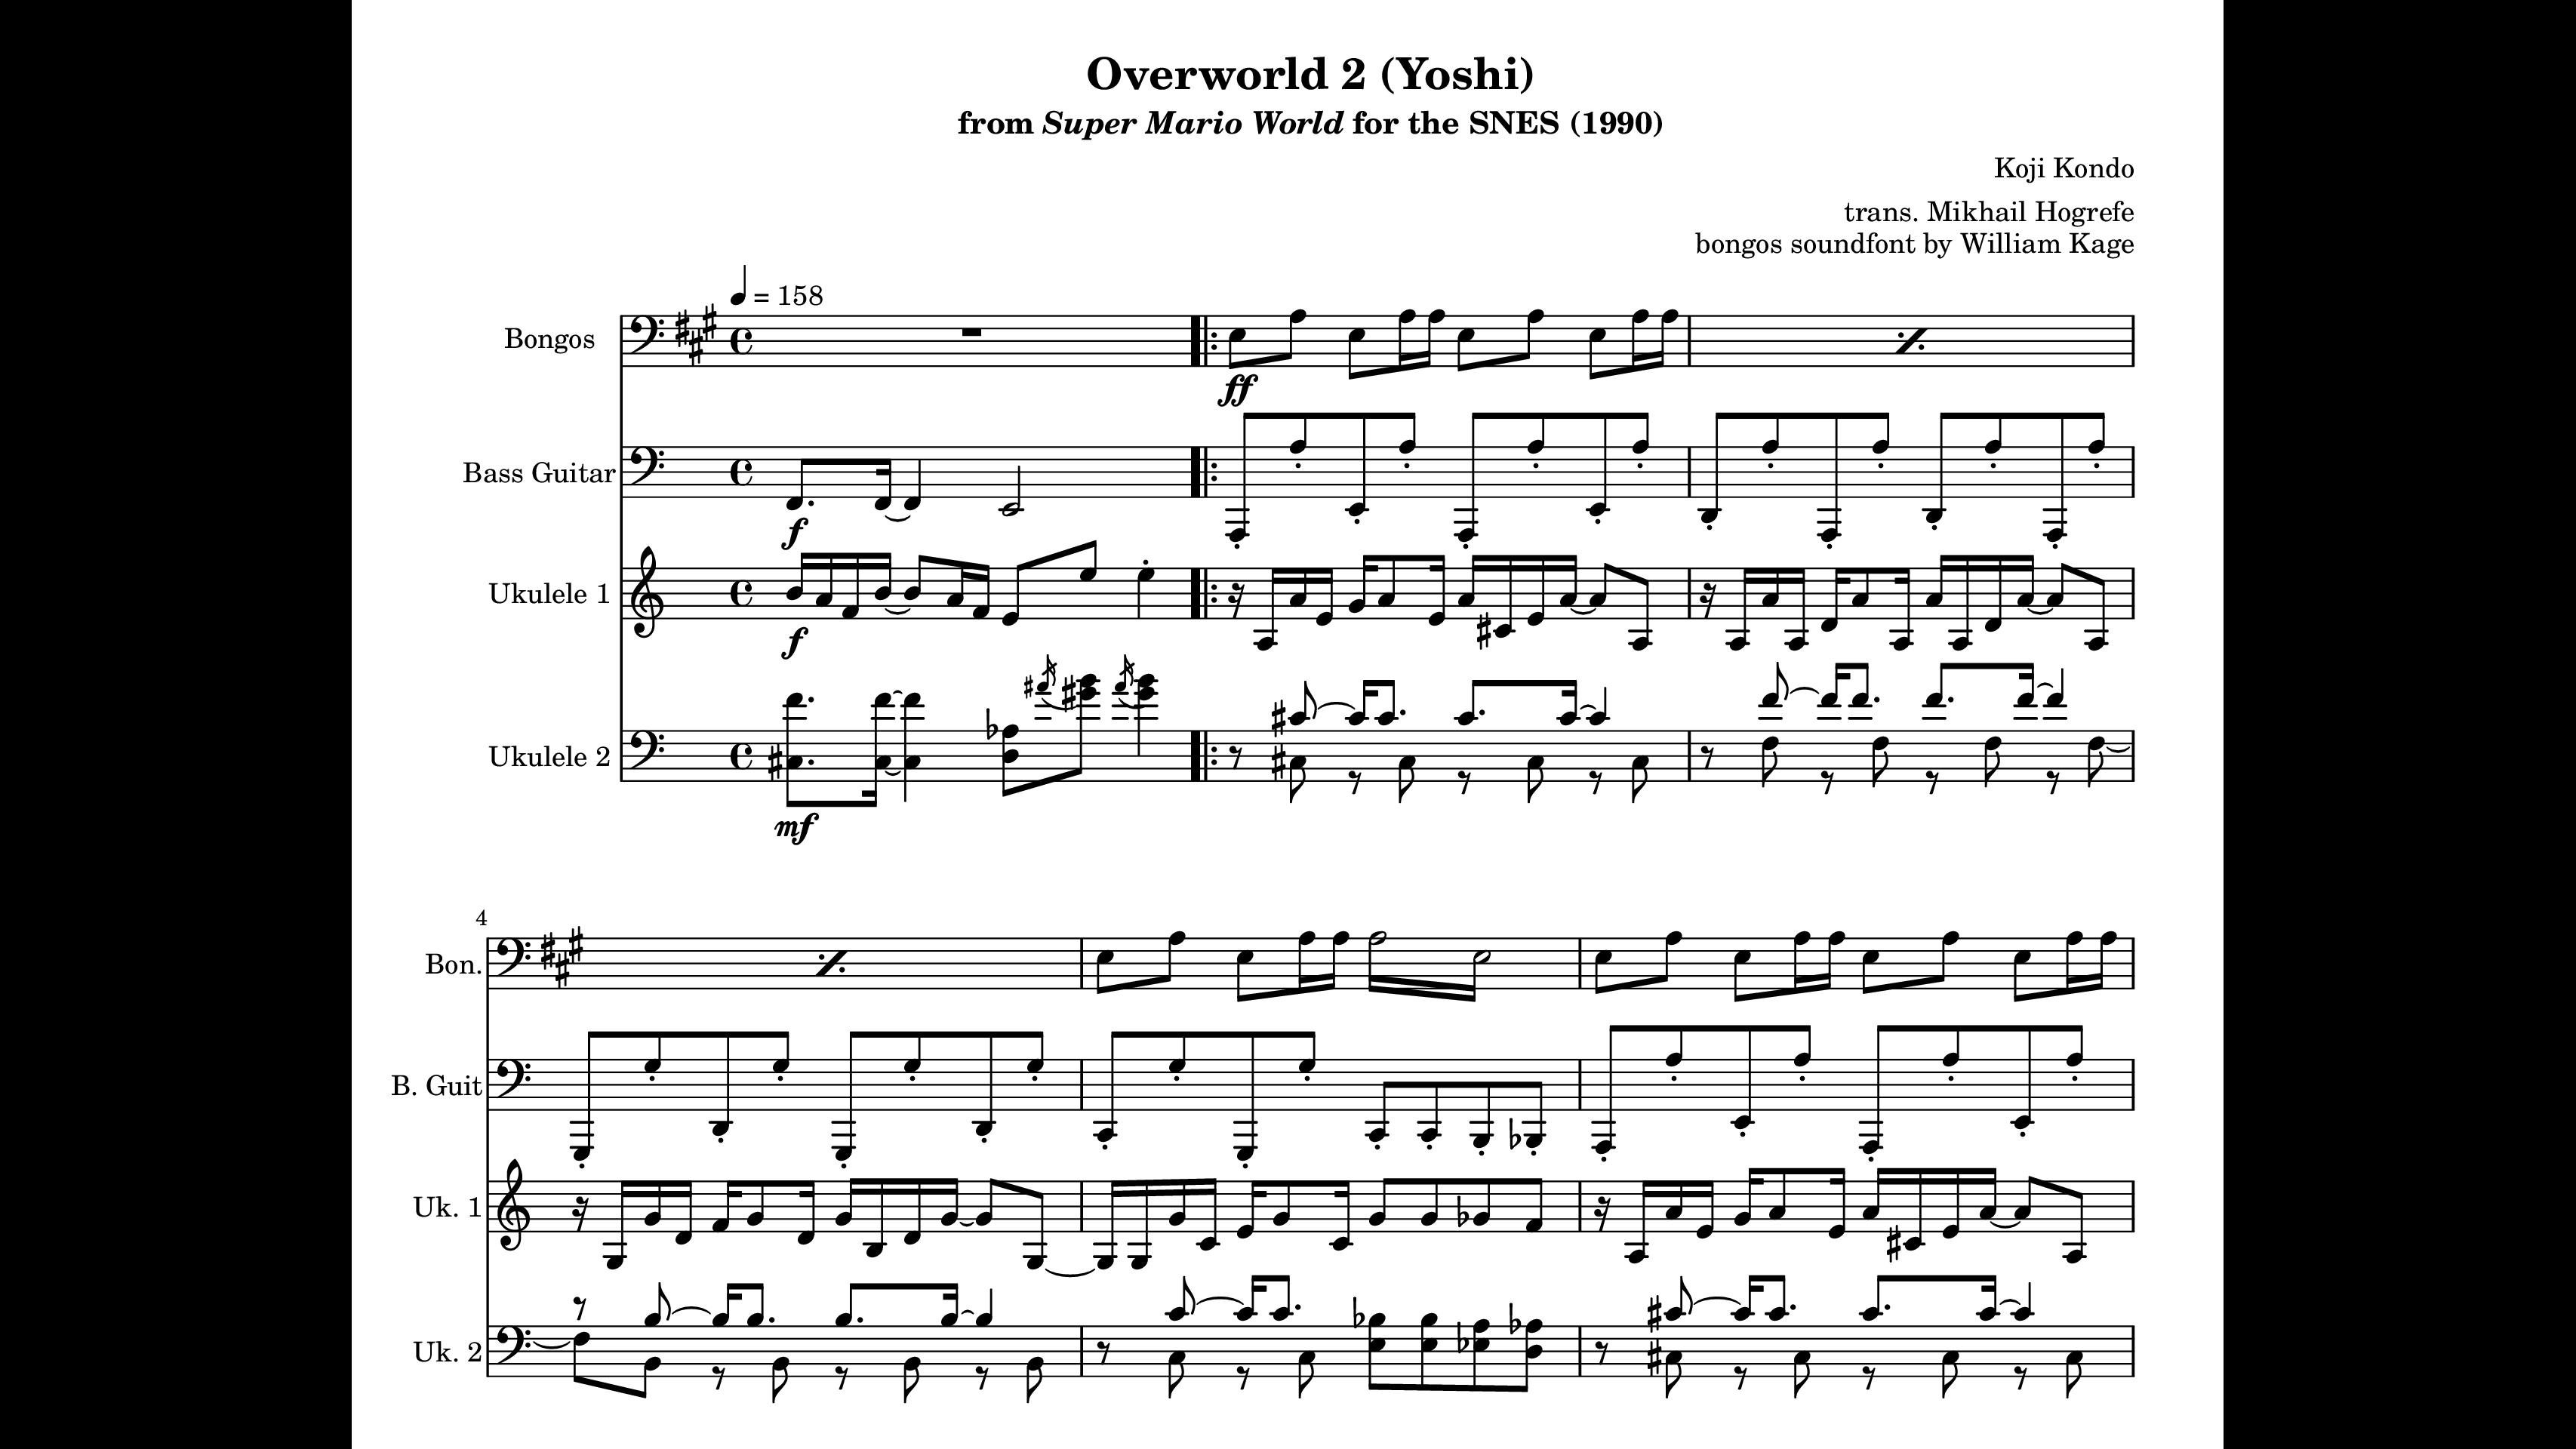 Overworld 2 (Yoshi)
from Super Mario World for the SNES (1990)
Koji Kondo
trans. Mikhail Hogrefe
bongos soundfont by William Kage
= 158
Bongos
ff
Bass Guitar
f
Ukulele 1
f
Ukulele 2
mf
4
Bon.
B. Guit
Uk. 1
Uk. 2